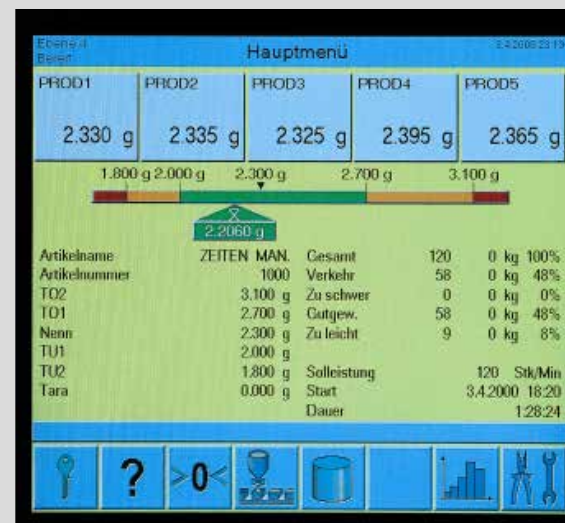 Ebene 4
Bereit
Hauptmenü
PROD1 PROD2 PROD3 PROD4 PROD5
2.330 g 2.335 g 2.325 g 2.395 g 2.365 g
1.800 g 2.000 g 2.300 g 2.700 g 3.100 g
2.2060 g
Artikelname ZEITEN MAN. Gesamt 120 0 kg 100%
Artikelnummer 1000 Verkehr 58 0 kg 48%
TO2 3.100 g Zu schwer 0 0 kg 0%
TO1 2.700 g Gutgew. 58 0 kg 48%
Nenn 2.300 g Zu leicht 9 0 kg 8%
TU1 2.000 g
TU2 1.800 g Solleistung 120 Stk/Min
Tara 0.000 g Start 3.4.2000 18:20
Dauer 1:28:24
? >0<